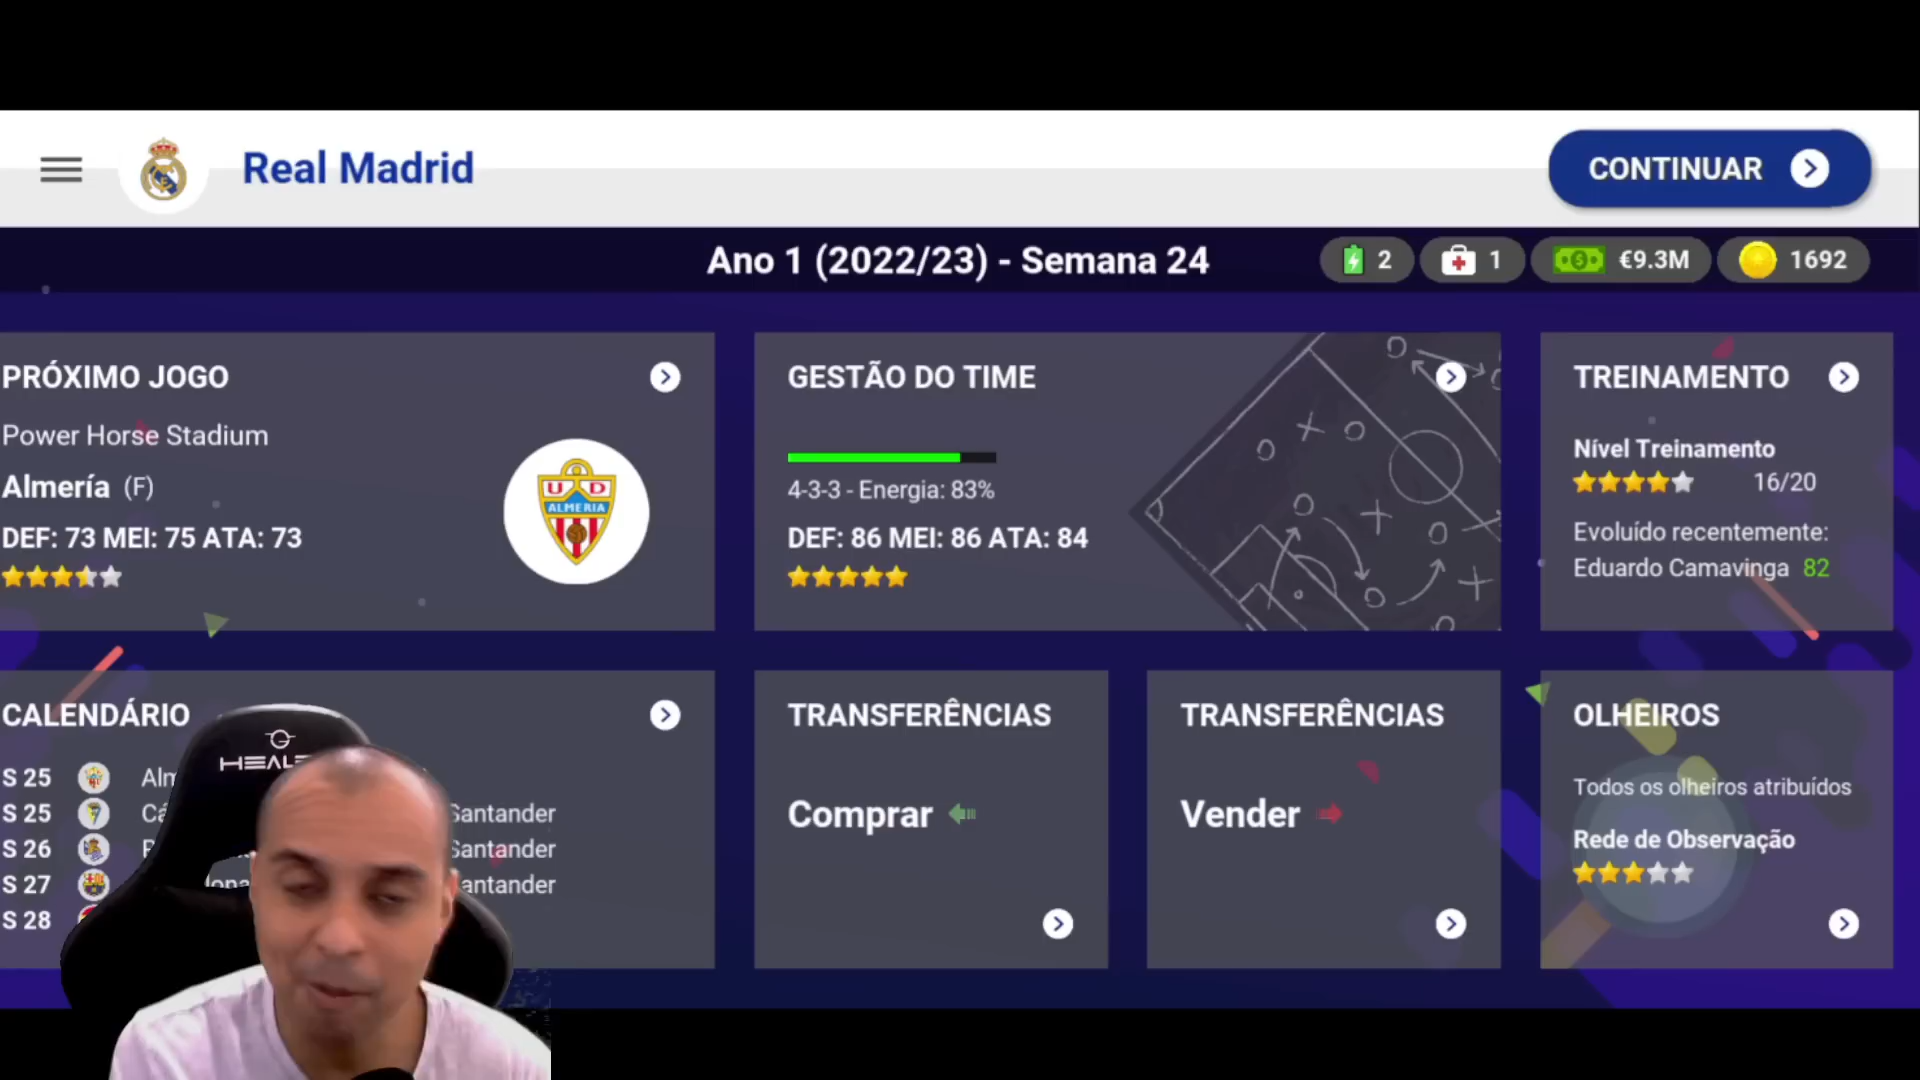 Real Madrid
CONTINUAR
Ano 1 (2022/23) - Semana 24
2
1
€9.3M
1692
PRÓXIMO JOGO
Power Horse Stadium
Almería (F)
DEF: 73 MEI: 75 ATA: 73
U D
ALMERIA
GESTÃO DO TIME
4-3-3 - Energia: 83%
DEF: 86 MEI: 86 ATA: 84
TREINAMENTO
Nível Treinamento
16/20
Evoluído recentemente:
Eduardo Camavinga 82
CALENDÁRIO
S 25
S 25 Santander
S 26 Santander
S 27
S 28
TRANSFERÊNCIAS
Comprar
TRANSFERÊNCIAS
Vender
OLHEIROS
Todos os olheiros atribuídos
Rede de Observação